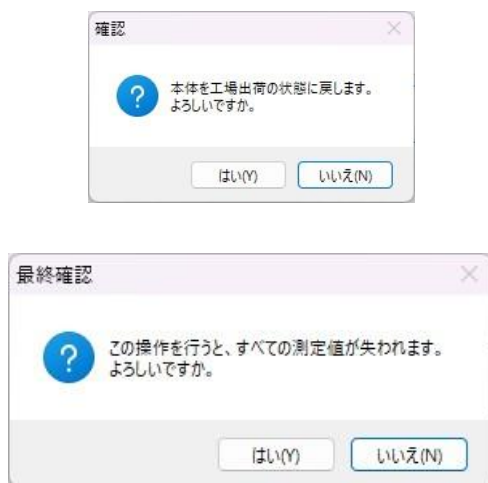 確認
本体を工場出荷の状態に戻します。
よろしいですか。
はい(Y)
いいえ(N)
最終確認
この操作を行うと、すべての測定値が失われます。
よろしいですか。
はい(Y)
いいえ(N)